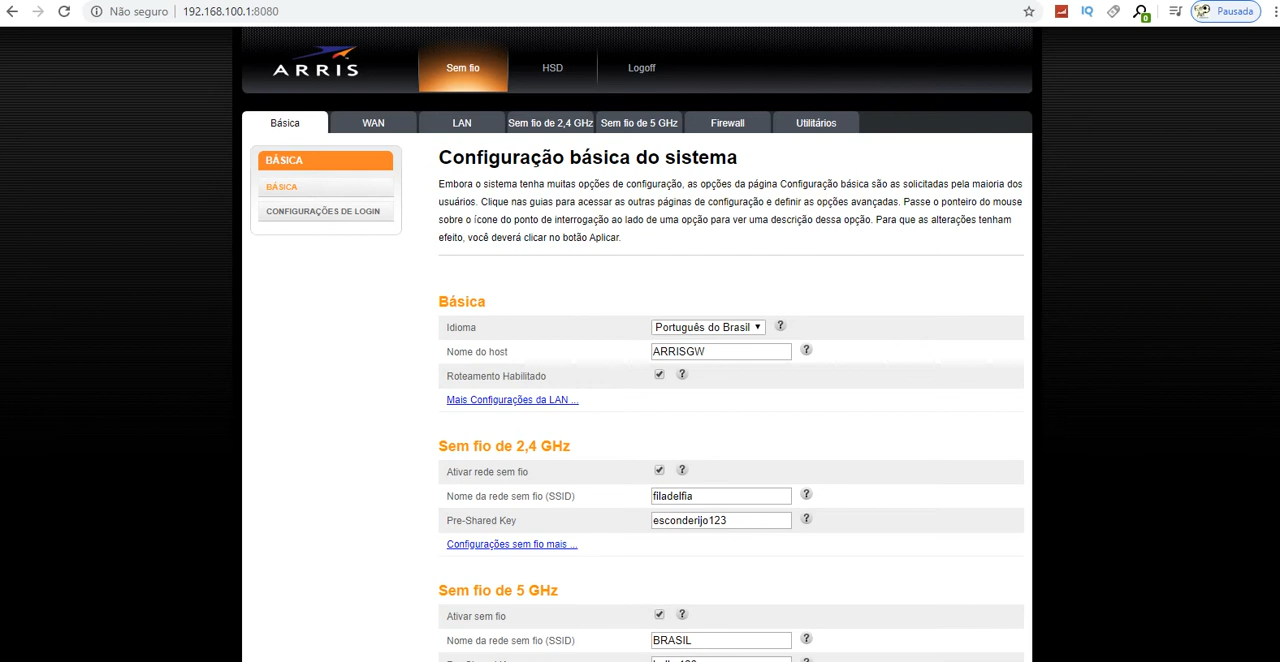 Não seguro
192.168.100.1:8080
IQ
0
Pausada
ARRIS
Sem fio
HSD
Logoff
Básica
WAN
LAN
Sem fio de 2,4 GHz
Sem fio de 5 GHz
Firewall
Utilitários
BÁSICA
BÁSICA
CONFIGURAÇÕES DE LOGIN
Configuração básica do sistema
Embora o sistema tenha muitas opções de configuração, as opções da página Configuração básica são as solicitadas pela maioria dos
usuários. Clique nas guias para acessar as outras páginas de configuração e definir as opções avançadas. Passe o ponteiro do mouse
sobre o ícone do ponto de interrogação ao lado de uma opção para ver uma descrição dessa opção. Para que as alterações tenham
efeito, você deverá clicar no botão Aplicar.
Básica
Idioma Português do Brasil ?
Nome do host ARRISGW ?
Roteamento Habilitado ?
Mais Configurações da LAN ...
Sem fio de 2,4 GHz
Ativar rede sem fio ?
Nome da rede sem fio (SSID) filadelfia ?
Pre-Shared Key esconderijo123 ?
Configurações sem fio mais ...
Sem fio de 5 GHz
Ativar sem fio ?
Nome da rede sem fio (SSID) BRASIL ?